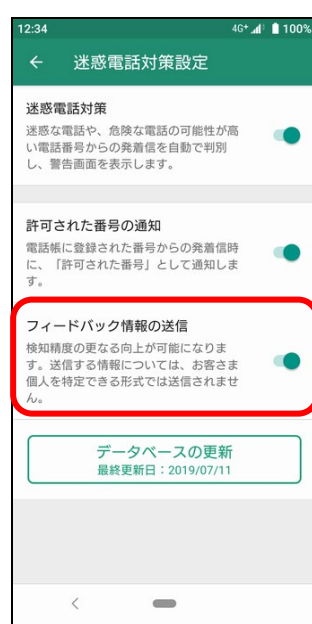 12:34 4G+ 100%
迷惑電話対策設定
迷惑電話対策
迷惑な電話や、危険な電話の可能性が高
い電話番号からの発着信を自動で判別
し、警告画面を表示します。
許可された番号の通知
電話帳に登録された番号からの発着信時
に、「許可された番号」として通知しま
す。
フィードバック情報の送信
検知精度の更なる向上が可能になりま
す。送信する情報については、お客さま
個人を特定できる形式では送信されませ
ん。
データベースの更新
最終更新日：2019/07/11